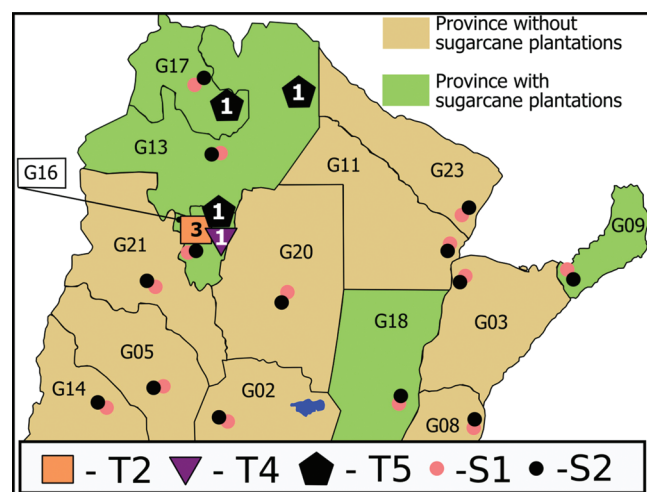 Province without
sugarcane plantations
Province with
sugarcane plantations
G17
1
1
G13
G11
G23
G16
G09
1
3
1
G21
G20
G18
G03
G05
G14
G02
G08
- T2
- T4
- T5
-S1
-S2